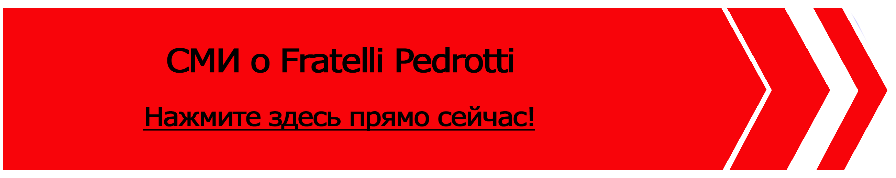 СМИ о Fratelli Pedrotti
Нажмите здесь прямо сейчас!